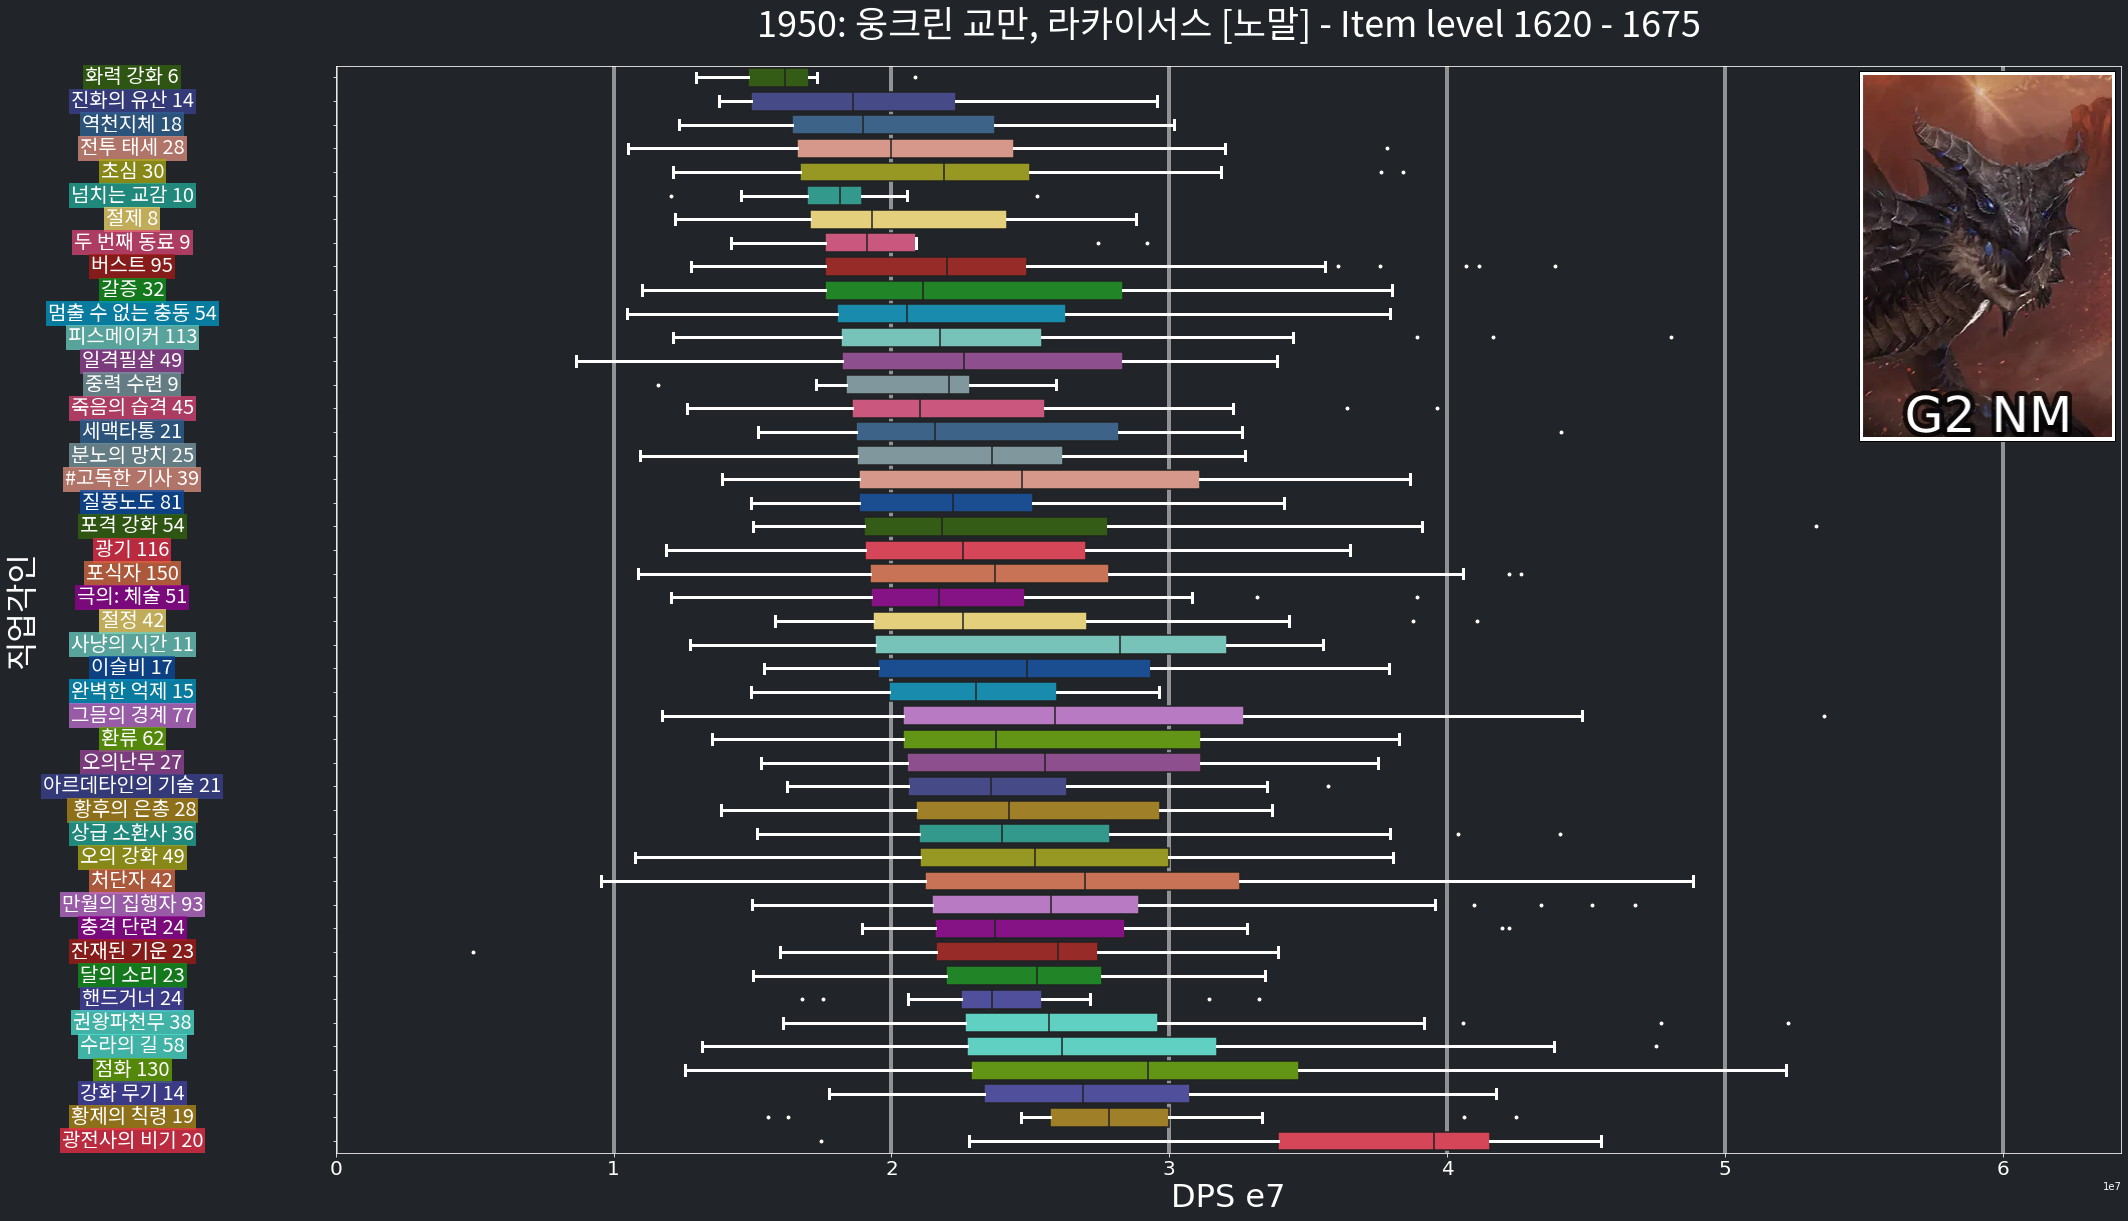 1950: 웅크린 교만, 라카이서스 [노말] - Item level 1620 - 1675
화력 강화 6
진화의 유산 14
역천지체 18
전투 태세 28
초심 30
넘치는 교감 10
절제 8
두 번째 동료 9
버스트 95
갈증 32
멈출 수 없는 충동 54
피스메이커 113
일격필살 49
중력 수련 9
죽음의 습격 45
세맥타통 21
분노의 망치 25
#고독한 기사 39
질풍노도 81
포격 강화 54
광기 116
포식자 150
극의: 체술 51
절정 42
사냥의 시간 11
이슬비 17
완벽한 억제 15
그믐의 경계 77
환류 62
오의난무 27
아르데타인의 기술 21
황후의 은총 28
상급 소환사 36
오의 강화 49
처단자 42
만월의 집행자 93
충격 단련 24
잔재된 기운 23
달의 소리 23
핸드거너 24
권왕파천무 38
수라의 길 58
점화 130
강화 무기 14
황제의 칙령 19
광전사의 비기 20
직업각인
G2 NM
0 1 2 3 4 5 6
1e7
DPS e7